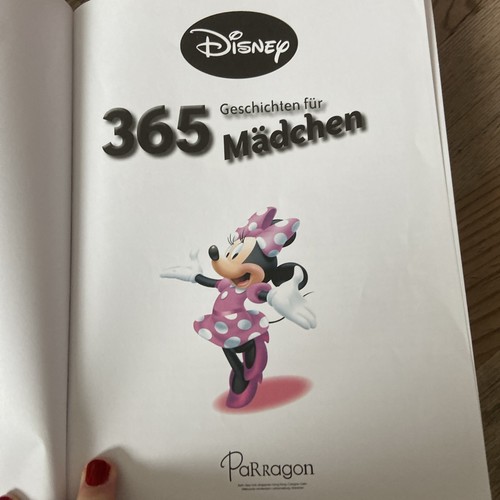 Disney
Geschichten für
365 Mädchen
Parragon